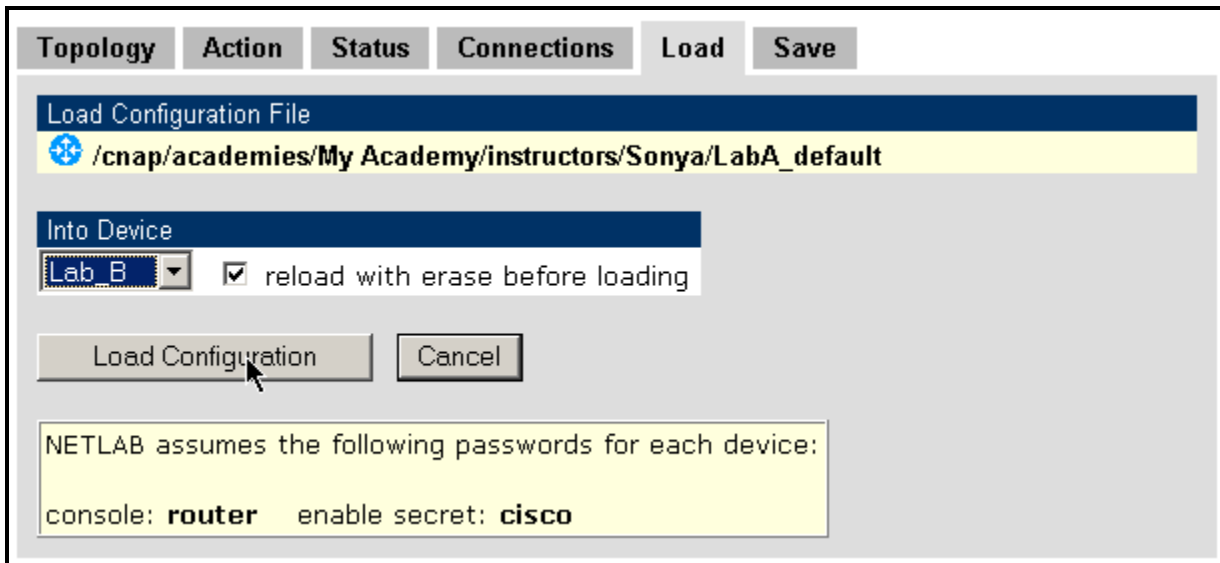 Topology Action Status Connections Load Save
Load Configuration File
/cnap/academies/My Academy/instructors/Sonya/LabA_default
Into Device
Lab_B reload with erase before loading
Load Configuration Cancel
NETLAB assumes the following passwords for each device:
console: router enable secret: cisco